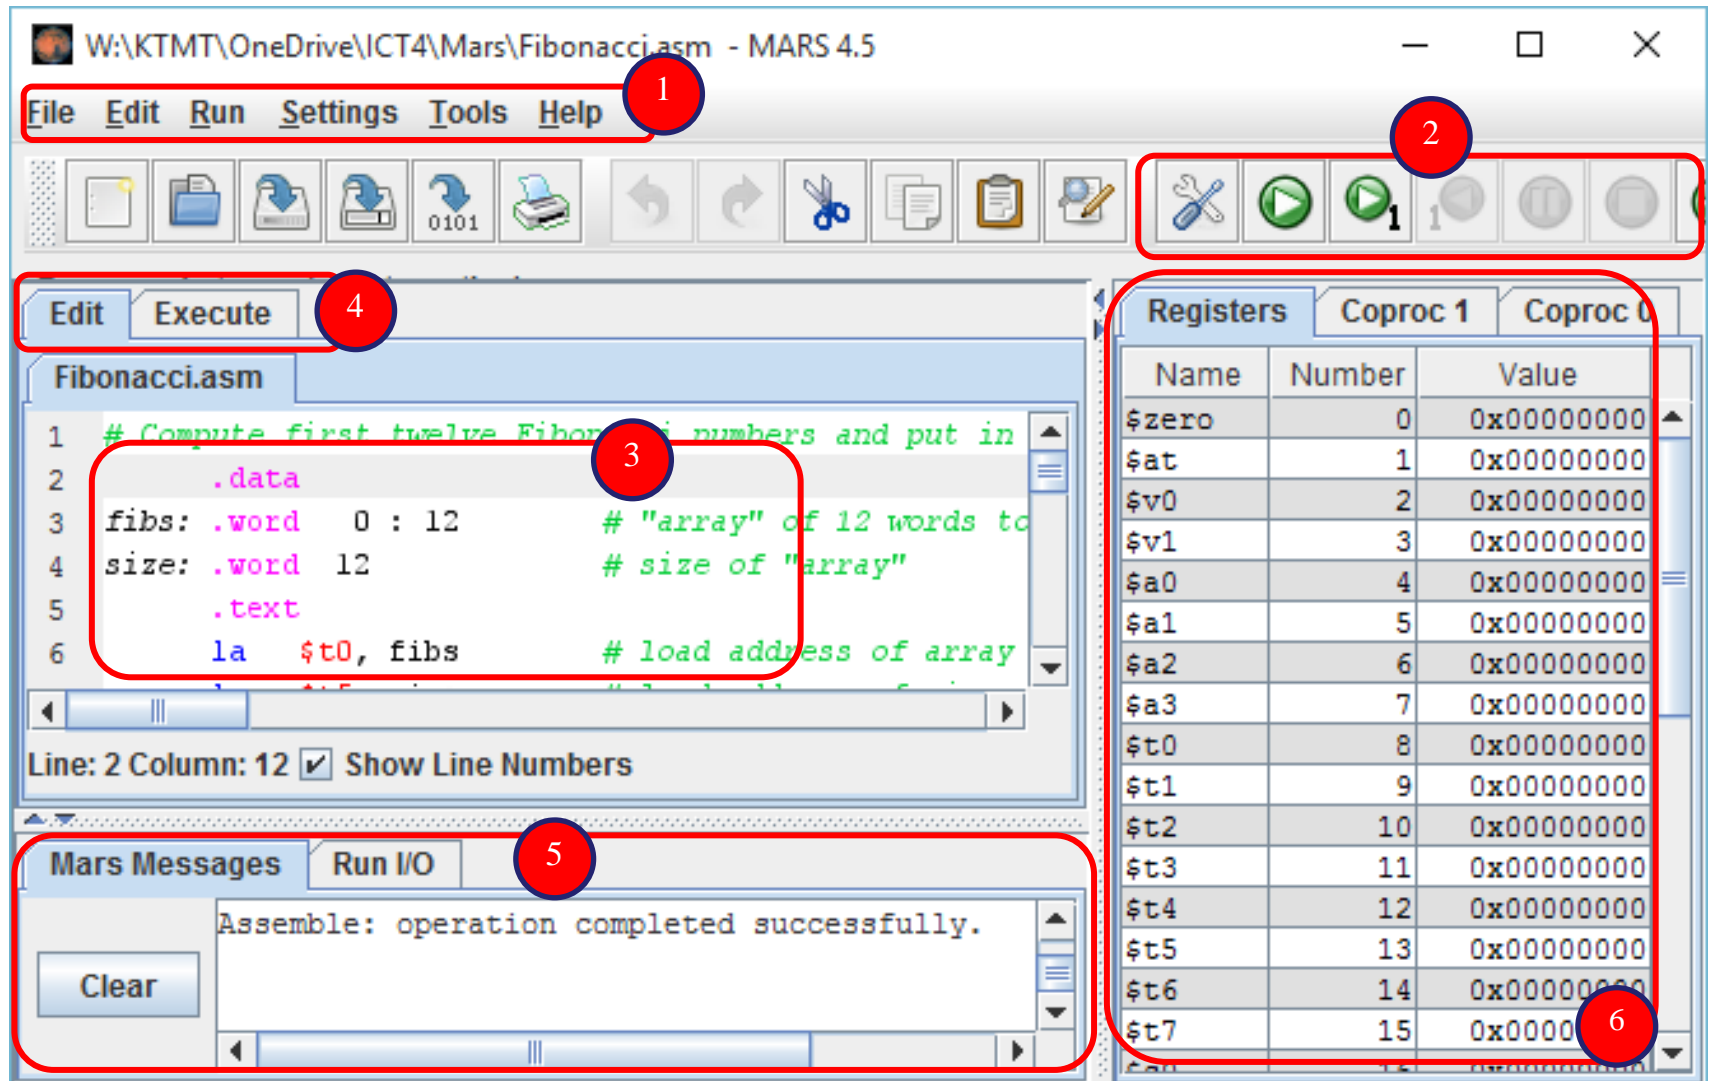 W:\KTMT\OneDrive\ICT4\Mars\Fibonacci.asm - MARS 4.5
1
File Edit Run Settings Tools Help
2
0101
1
1
Edit Execute
4
Registers Coproc 1 Coproc 0
Fibonacci.asm
Name Number Value
1 # Compute first twelve Fibonacci numbers and put in
3
2 .data
3 fibs: .word 0 : 12 # "array" of 12 words to
4 size: .word 12 # size of "array"
5 .text
6 la $t0, fibs # load address of array
Line: 2 Column: 12 Show Line Numbers
Mars Messages Run I/O
5
Assemble: operation completed successfully.
Clear
$zero 0 0x00000000
$at 1 0x00000000
$v0 2 0x00000000
$v1 3 0x00000000
$a0 4 0x00000000
$a1 5 0x00000000
$a2 6 0x00000000
$a3 7 0x00000000
$t0 8 0x00000000
$t1 9 0x00000000
$t2 10 0x00000000
$t3 11 0x00000000
$t4 12 0x00000000
$t5 13 0x00000000
$t6 14 0x00000000
$t7 15 0x0000
6